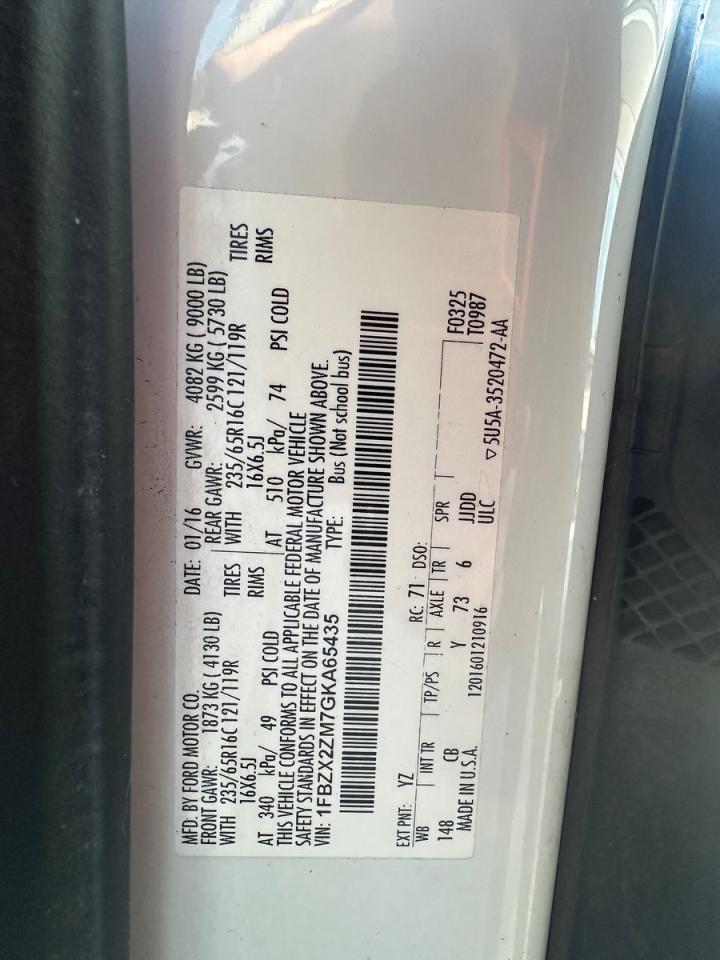 MFD. BY FORD MOTOR CO. DATE: 01/16 GVWR: 4082 KG ( 9000 LB)
FRONT GAWR: 1873 KG ( 4130 LB) REAR GAWR: 2599 KG ( 5730 LB)
WITH 235/65R16C 121/119R TIRES WITH 235/65R16C 121/119R TIRES
16X6.5J RIMS 16X6.5J RIMS
AT 340 kPa/ 49 PSI COLD AT 510 kPa/ 74 PSI COLD
THIS VEHICLE CONFORMS TO ALL APPLICABLE FEDERAL MOTOR VEHICLE
SAFETY STANDARDS IN EFFECT ON THE DATE OF MANUFACTURE SHOWN ABOVE.
VIN: 1FBZX2ZM7GKA65435 TYPE: Bus (Not school bus)
EXT PNT: YZ RC: 71 DSO:
WB INT TR TP/PS R AXLE TR SPR F0325
148 CB Y 73 6 JJDD T0987
MADE IN U.S.A. 1201601210916 ULC ▽5U5A-3520472-AA